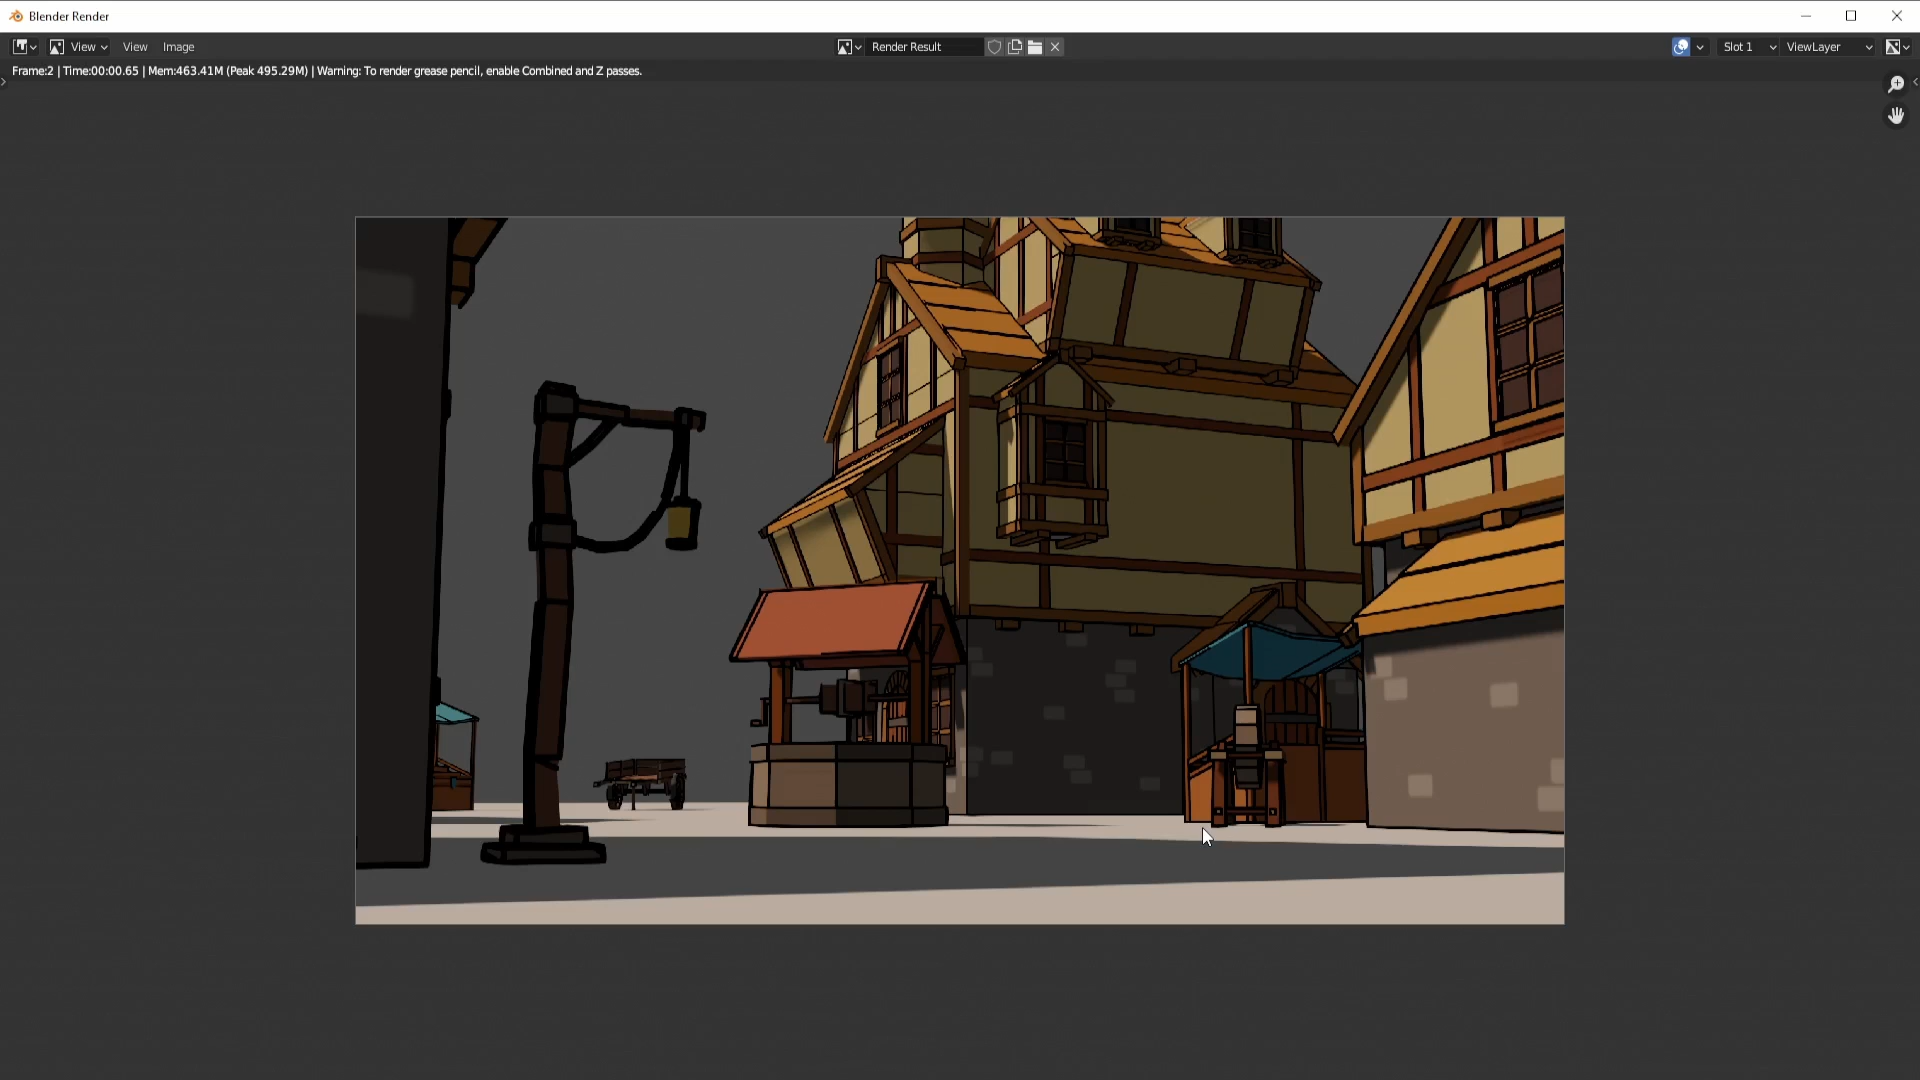 Blender Render
View View Image Render Result Slot 1 ViewLayer
Frame:2 | Time:00:00.65 | Mem:463.41M (Peak 495.29M) | Warning: To render grease pencil, enable Combined and Z passes.